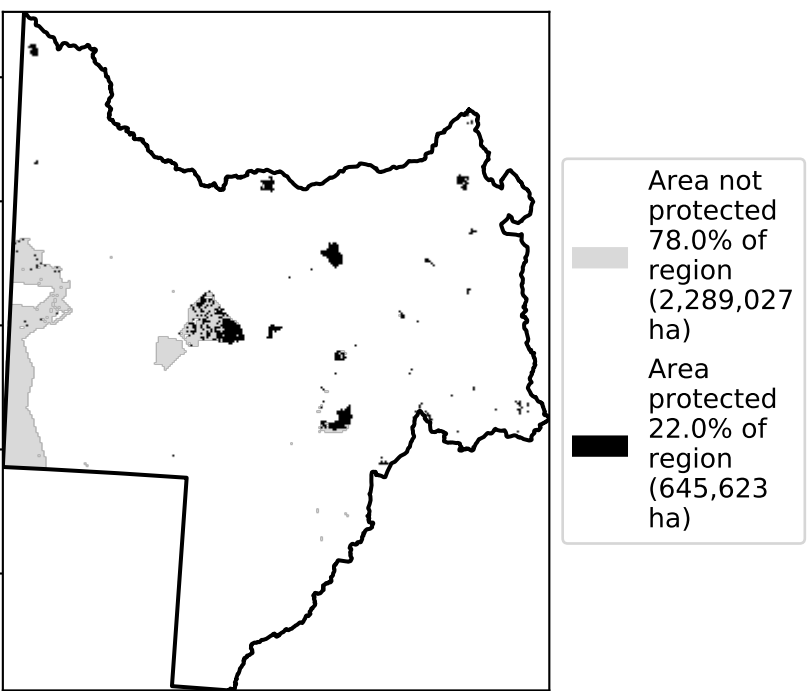 Area not
protected
78.0% of
region
(2,289,027
ha)
Area
protected
22.0% of
region
(645,623
ha)